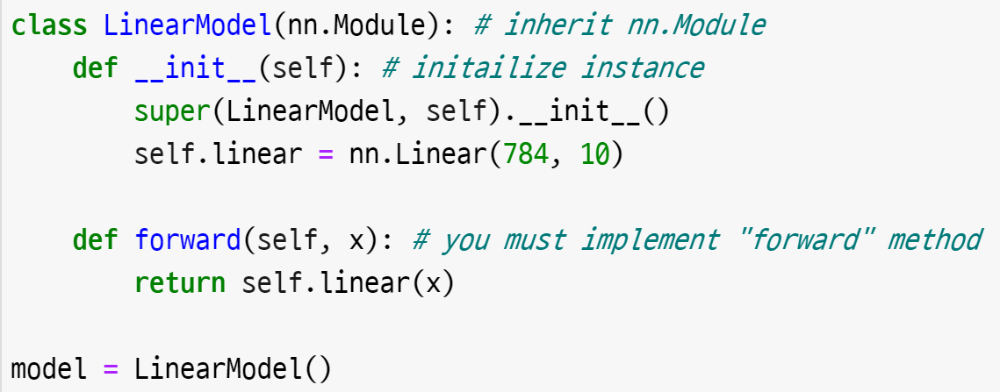 class LinearModel(nn.Module): # inherit nn.Module
    def __init__(self): # initailize instance
        super(LinearModel, self).__init__()
        self.linear = nn.Linear(784, 10)

    def forward(self, x): # you must implement "forward" method
        return self.linear(x)

model = LinearModel()